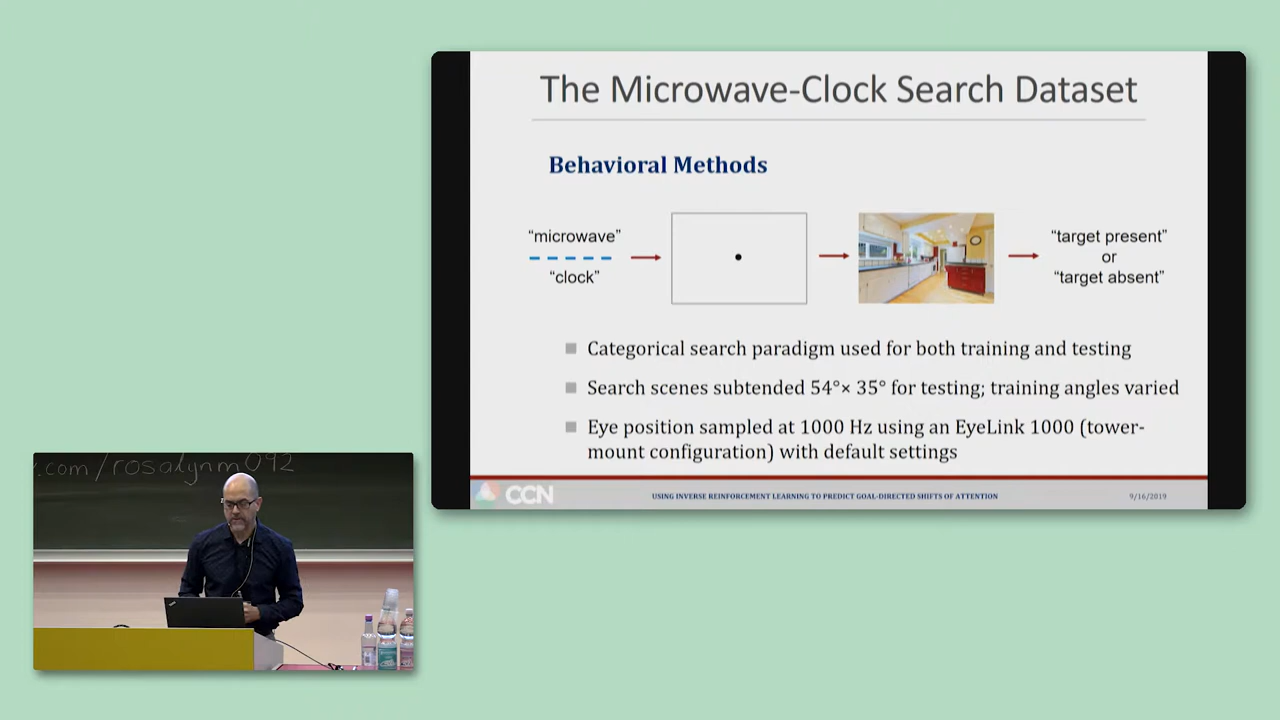 The Microwave-Clock Search Dataset
Behavioral Methods
“microwave”
“clock”
“target present”
or
“target absent”
Categorical search paradigm used for both training and testing
Search scenes subtended 54°× 35° for testing; training angles varied
Eye position sampled at 1000 Hz using an EyeLink 1000 (tower-
mount configuration) with default settings
CCN
USING INVERSE REINFORCEMENT LEARNING TO PREDICT GOAL-DIRECTED SHIFTS OF ATTENTION
9/16/2019
.com/rosalynm092